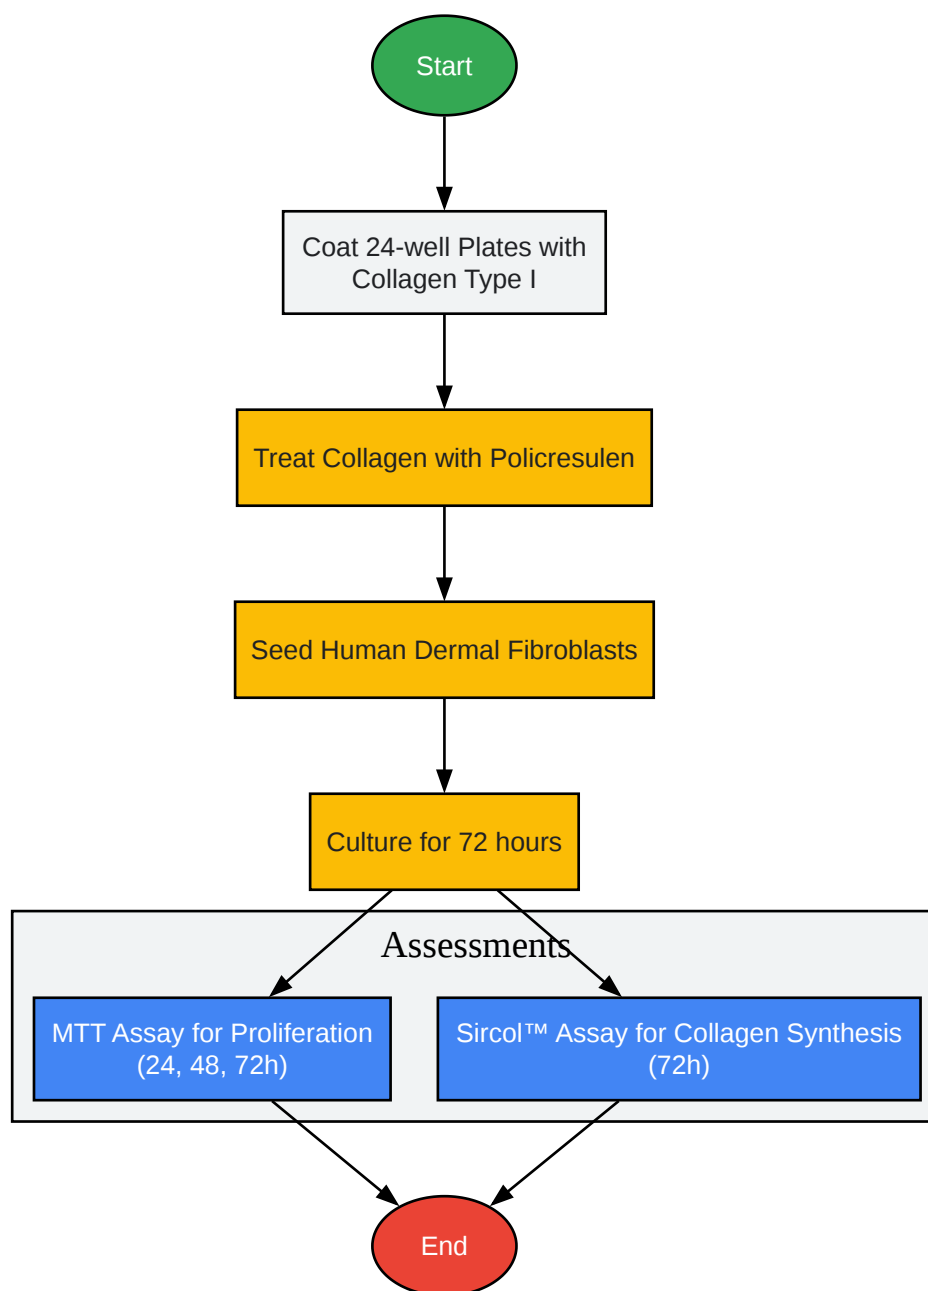 Start
Coat 24-well Plates with
Collagen Type I
Treat Collagen with Policresulen
Seed Human Dermal Fibroblasts
Culture for 72 hours
Assessments
MTT Assay for Proliferation
(24, 48, 72h)
Sircol™ Assay for Collagen Synthesis
(72h)
End